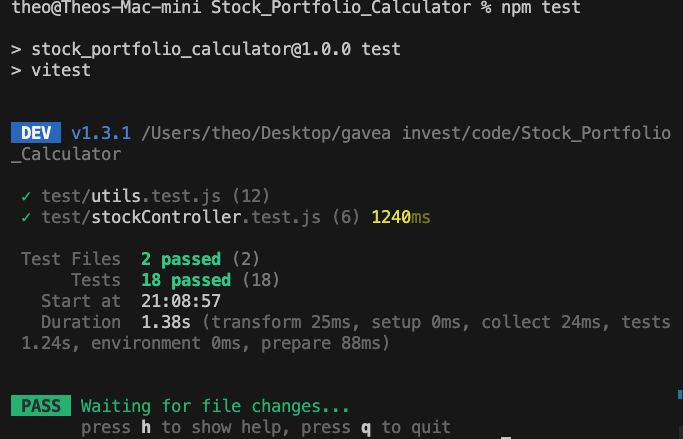 theo@Theos-Mac-mini Stock_Portfolio_Calculator % npm test
> stock_portfolio_calculator@1.0.0 test
> vitest
DEV v1.3.1 /Users/theo/Desktop/gavea invest/code/Stock_Portfolio
_Calculator
✓ test/utils.test.js (12)
✓ test/stockController.test.js (6) 1240ms
Test Files 2 passed (2)
Tests 18 passed (18)
Start at 21:08:57
Duration 1.38s (transform 25ms, setup 0ms, collect 24ms, tests
1.24s, environment 0ms, prepare 88ms)
PASS Waiting for file changes...
press h to show help, press q to quit